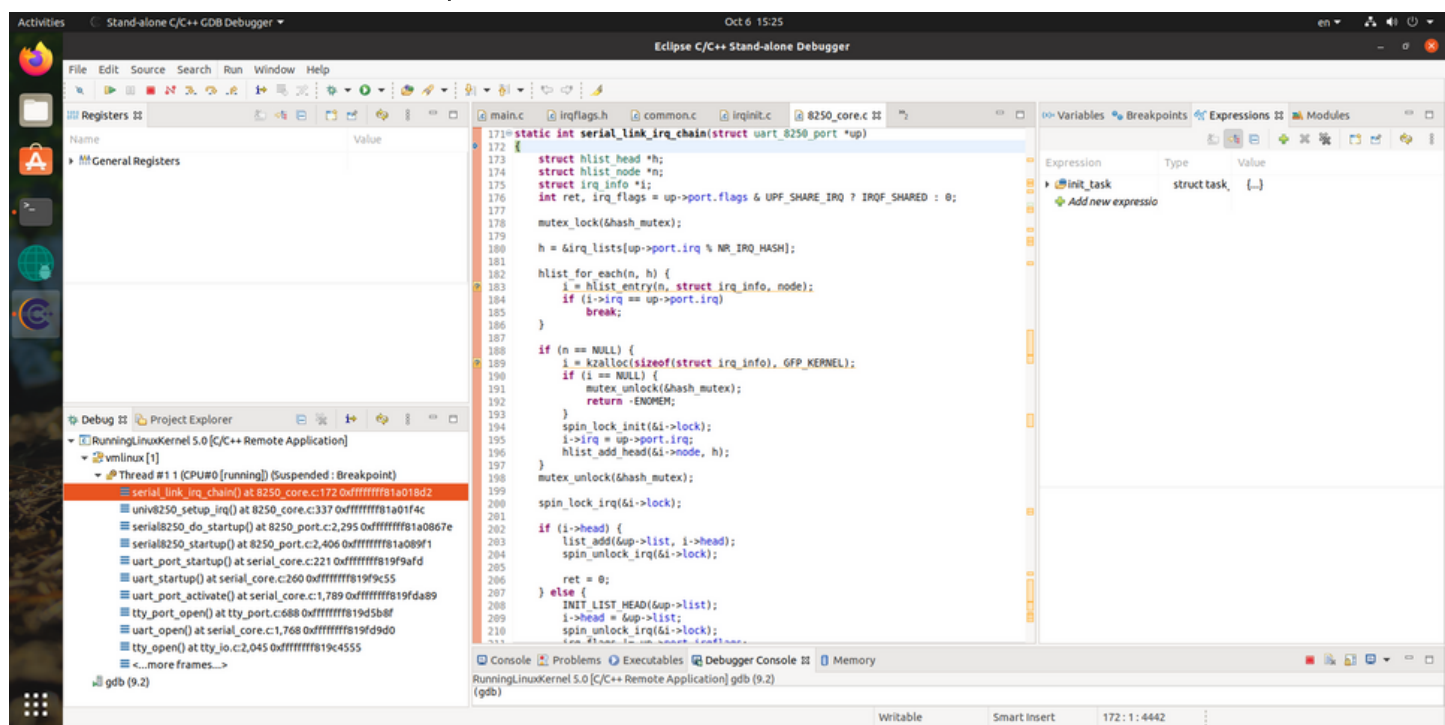 Activities
Stand-alone C/C++ GDB Debugger
Oct 6 15:25
en
Eclipse C/C++ Stand-alone Debugger
File Edit Source Search Run Window Help
Registers
Name Value
General Registers
Debug Project Explorer
RunningLinuxKernel 5.0 [C/C++ Remote Application]
vmlinux [1]
Thread #1 1 (CPU#0 [running]) (Suspended : Breakpoint)
serial_link_irq_chain() at 8250_core.c:172 0xffffffff81a018d2
univ8250_setup_irq() at 8250_core.c:337 0xffffffff81a01f4c
serial8250_do_startup() at 8250_port.c:2,295 0xffffffff81a0867e
serial8250_startup() at 8250_port.c:2,406 0xffffffff81a089f1
uart_port_startup() at serial_core.c:221 0xffffffff819f9afd
uart_startup() at serial_core.c:260 0xffffffff819f9c55
uart_port_activate() at serial_core.c:1,789 0xffffffff819fda89
tty_port_open() at tty_port.c:688 0xffffffff819d5b8f
uart_open() at serial_core.c:1,768 0xffffffff819fd9d0
tty_open() at tty_io.c:2,045 0xffffffff819c4555
<...more frames...>
gdb (9.2)
main.c irqflags.h common.c irqinit.c 8250_core.c
171 static int serial_link_irq_chain(struct uart_8250_port *up)
172 {
173 struct hlist_head *h;
174 struct hlist_node *n;
175 struct irq_info *i;
176 int ret, irq_flags = up->port.flags & UPF_SHARE_IRQ ? IRQF_SHARED : 0;
177
178 mutex_lock(&hash_mutex);
179
180 h = &irq_lists[up->port.irq % NR_IRQ_HASH];
181
182 hlist_for_each(n, h) {
183 i = hlist_entry(n, struct irq_info, node);
184 if (i->irq == up->port.irq)
185 break;
186 }
187
188 if (n == NULL) {
189 i = kzalloc(sizeof(struct irq_info), GFP_KERNEL);
190 if (i == NULL) {
191 mutex_unlock(&hash_mutex);
192 return -ENOMEM;
193 }
194 spin_lock_init(&i->lock);
195 i->irq = up->port.irq;
196 hlist_add_head(&i->node, h);
197 }
198 mutex_unlock(&hash_mutex);
199
200 spin_lock_irq(&i->lock);
201
202 if (i->head) {
203 list_add(&up->list, i->head);
204 spin_unlock_irq(&i->lock);
205
206 ret = 0;
207 } else {
208 INIT_LIST_HEAD(&up->list);
209 i->head = &up->list;
210 spin_unlock_irq(&i->lock);
Variables Breakpoints Expressions Modules
Expression Type Value
init_task struct task_ {...}
Add new expressio
Console Problems Executables Debugger Console Memory
RunningLinuxKernel 5.0 [C/C++ Remote Application] gdb (9.2)
(gdb)
Writable Smart Insert 172 : 1 : 4442